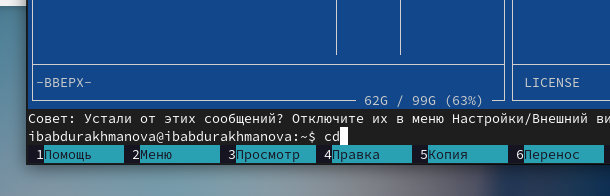 -ВВЕРХ-
LICENSE
62G / 99G (63%)
Совет: Устали от этих сообщений? Отключите их в меню Настройки/Внешний ви
ibabdurakhmanova@ibabdurakhmanova:~$ cd
1Помощь 2Меню 3Просмотр 4Правка 5Копия 6Перенос